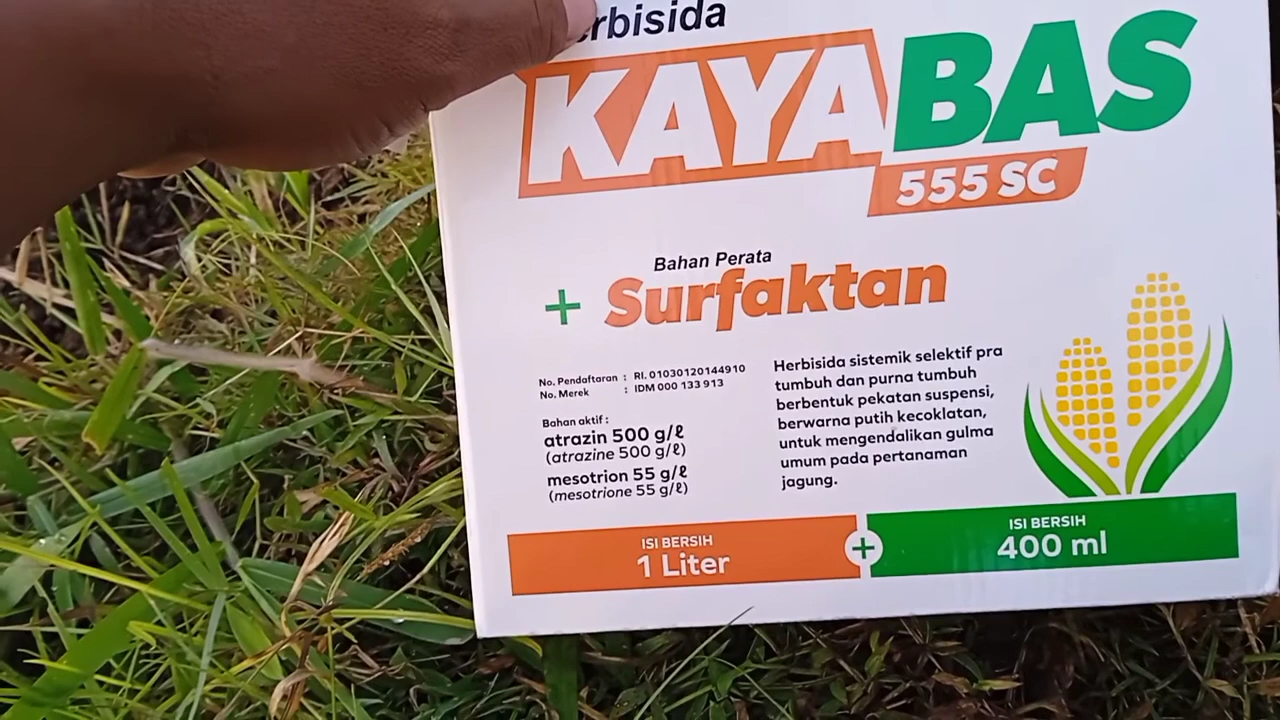 KAYABAS
555 SC
Bahan Perata
+ Surfaktan
No. Pendaftaran : RI. 01030120144910
No. Merek : IDM 000 133 913
Bahan aktif :
atrazin 500 g/ℓ
(atrazine 500 g/ℓ)
mesotrion 55 g/ℓ
(mesotrione 55 g/ℓ)
Herbisida sistemik selektif pra
tumbuh dan purna tumbuh
berbentuk pekatan suspensi,
berwarna putih kecoklatan,
untuk mengendalikan gulma
umum pada pertanaman
jagung.
ISI BERSIH
1 Liter
+
ISI BERSIH
400 ml